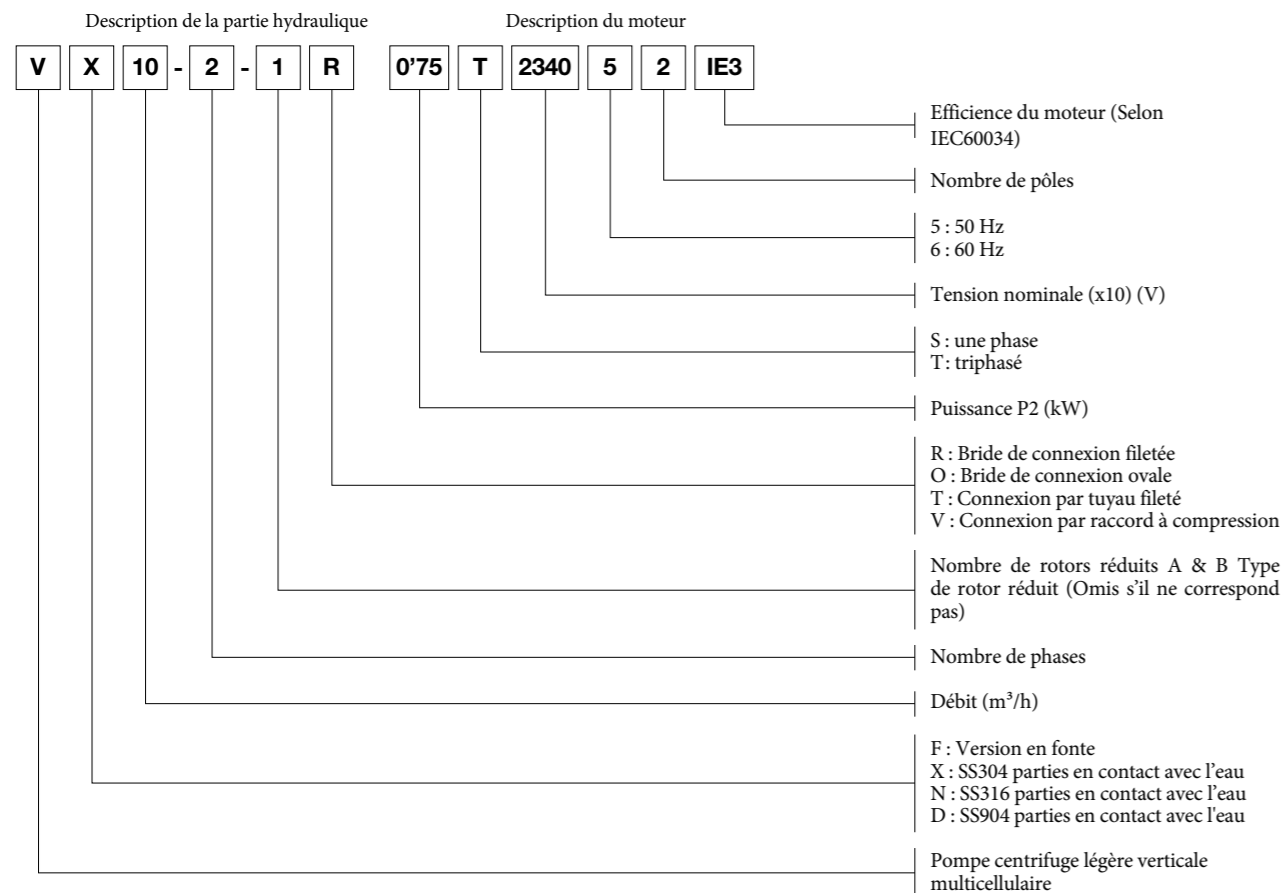 Description de la partie hydraulique
Description du moteur
V X 10 - 2 - 1 R 0'75 T 2340 5 2 IE3
Efficience du moteur (Selon
IEC60034)
Nombre de pôles
5 : 50 Hz
6 : 60 Hz
Tension nominale (x10) (V)
S : une phase
T : triphasé
Puissance P2 (kW)
R : Bride de connexion filetée
O : Bride de connexion ovale
T : Connexion par tuyau fileté
V : Connexion par raccord à compression
Nombre de rotors réduits A & B Type
de rotor réduit (Omis s’il ne correspond
pas)
Nombre de phases
Débit (m³/h)
F : Version en fonte
X : SS304 parties en contact avec l’eau
N : SS316 parties en contact avec l’eau
D : SS904 parties en contact avec l'eau
Pompe centrifuge légère verticale
multicellulaire